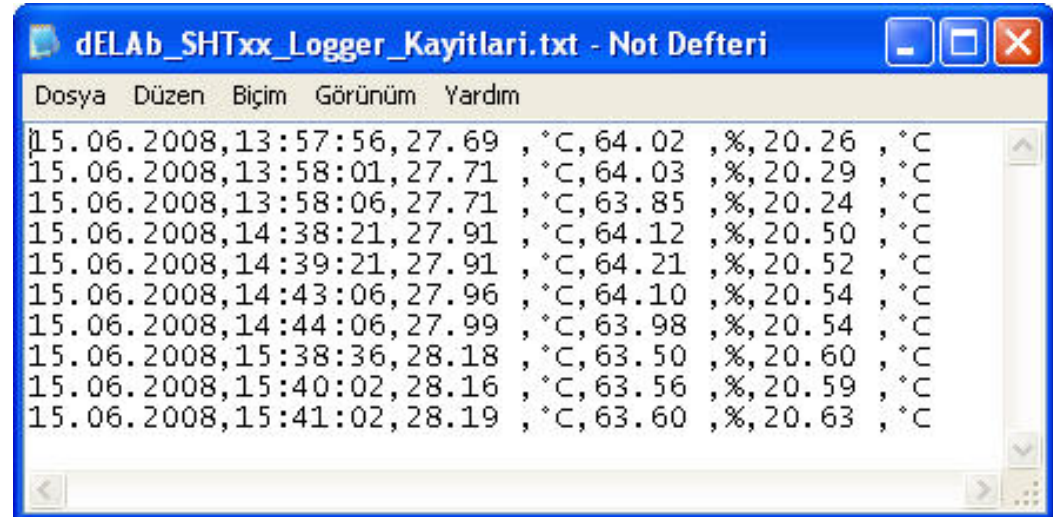 dELAb_SHTxx_Logger_Kayitlari.txt - Not Defteri
Dosya Düzen Biçim Görünüm Yardım
15.06.2008,13:57:56,27.69 ,°C,64.02 ,%,20.26 ,°C
15.06.2008,13:58:01,27.71 ,°C,64.03 ,%,20.29 ,°C
15.06.2008,13:58:06,27.71 ,°C,63.85 ,%,20.24 ,°C
15.06.2008,14:38:21,27.91 ,°C,64.12 ,%,20.50 ,°C
15.06.2008,14:39:21,27.91 ,°C,64.21 ,%,20.52 ,°C
15.06.2008,14:43:06,27.96 ,°C,64.10 ,%,20.54 ,°C
15.06.2008,14:44:06,27.99 ,°C,63.98 ,%,20.54 ,°C
15.06.2008,15:38:36,28.18 ,°C,63.50 ,%,20.60 ,°C
15.06.2008,15:40:02,28.16 ,°C,63.56 ,%,20.59 ,°C
15.06.2008,15:41:02,28.19 ,°C,63.60 ,%,20.63 ,°C